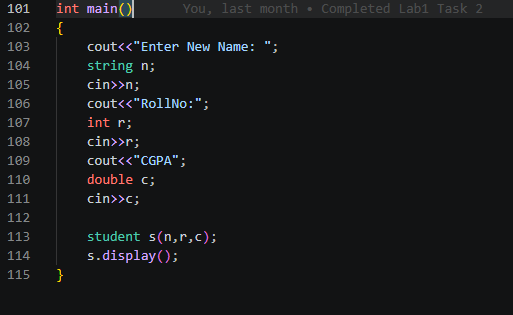 101 int main() You, last month • Completed Lab1 Task 2
102 {
103 cout<<"Enter New Name: ";
104 string n;
105 cin>>n;
106 cout<<"RollNo:";
107 int r;
108 cin>>r;
109 cout<<"CGPA";
110 double c;
111 cin>>c;
112
113 student s(n,r,c);
114 s.display();
115 }